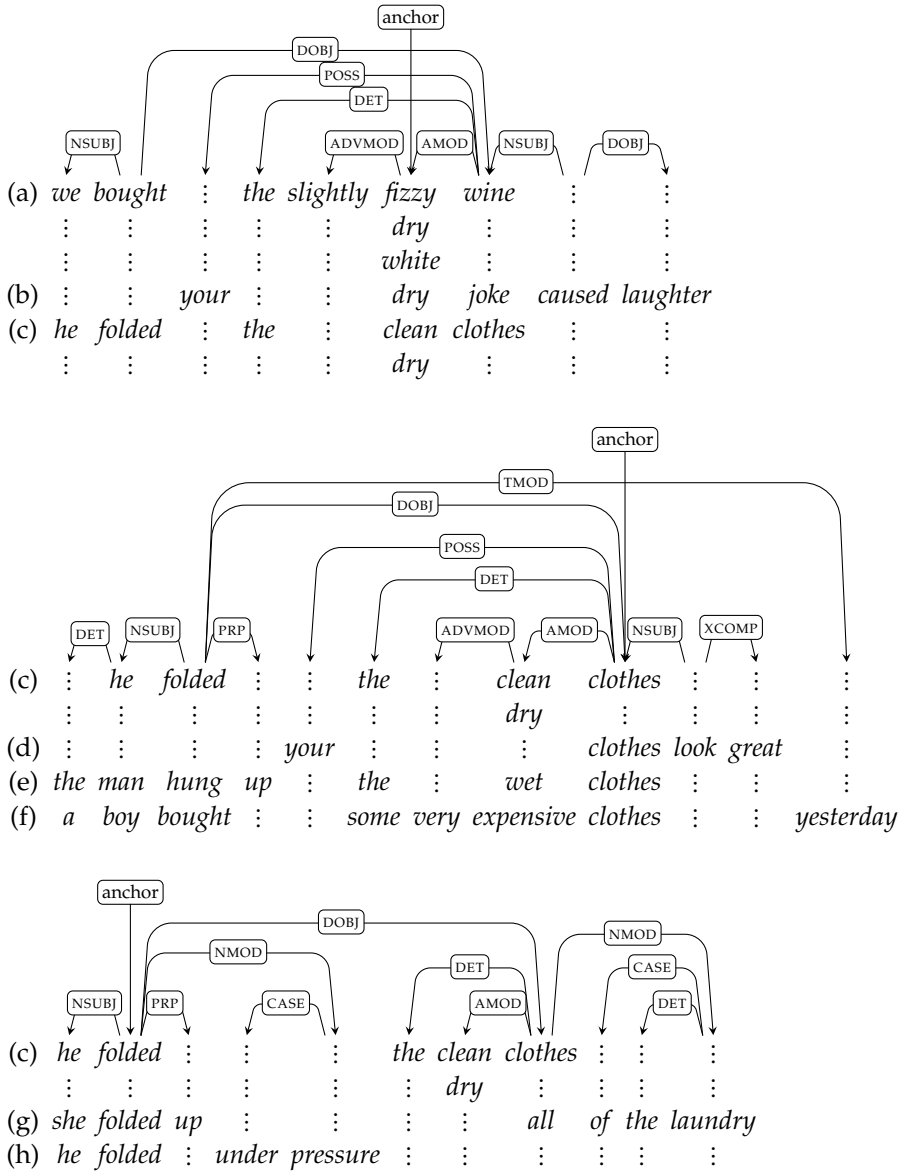 anchor
DOBJ
POSS
DET
NSUBJ ADVMOD AMOD NSUBJ DOBJ
(a) we bought ⋮ the slightly fizzy wine ⋮ ⋮
⋮ ⋮ ⋮ ⋮ ⋮ dry ⋮ ⋮ ⋮
⋮ ⋮ ⋮ ⋮ ⋮ white ⋮ ⋮ ⋮
(b) ⋮ ⋮ your ⋮ ⋮ dry joke caused laughter
(c) he folded ⋮ the ⋮ clean clothes ⋮ ⋮
⋮ ⋮ ⋮ ⋮ ⋮ dry ⋮ ⋮ ⋮
anchor
TMOD
DOBJ
POSS
DET
DET NSUBJ PRP ADVMOD AMOD NSUBJ XCOMP
(c) ⋮ he folded ⋮ ⋮ the ⋮ clean clothes ⋮ ⋮ ⋮
⋮ ⋮ ⋮ ⋮ ⋮ ⋮ ⋮ dry ⋮ ⋮ ⋮ ⋮
(d) ⋮ ⋮ ⋮ ⋮ your ⋮ ⋮ ⋮ clothes look great ⋮
(e) the man hung up ⋮ the ⋮ wet clothes ⋮ ⋮ ⋮
(f) a boy bought ⋮ ⋮ some very expensive clothes ⋮ ⋮ yesterday
anchor
DOBJ
NMOD NMOD
DET CASE
NSUBJ PRP CASE AMOD DET
(c) he folded ⋮ ⋮ ⋮ the clean clothes ⋮ ⋮ ⋮
⋮ ⋮ ⋮ ⋮ ⋮ ⋮ dry ⋮ ⋮ ⋮ ⋮
(g) she folded up ⋮ ⋮ ⋮ ⋮ all of the laundry
(h) he folded ⋮ under pressure ⋮ ⋮ ⋮ ⋮ ⋮ ⋮